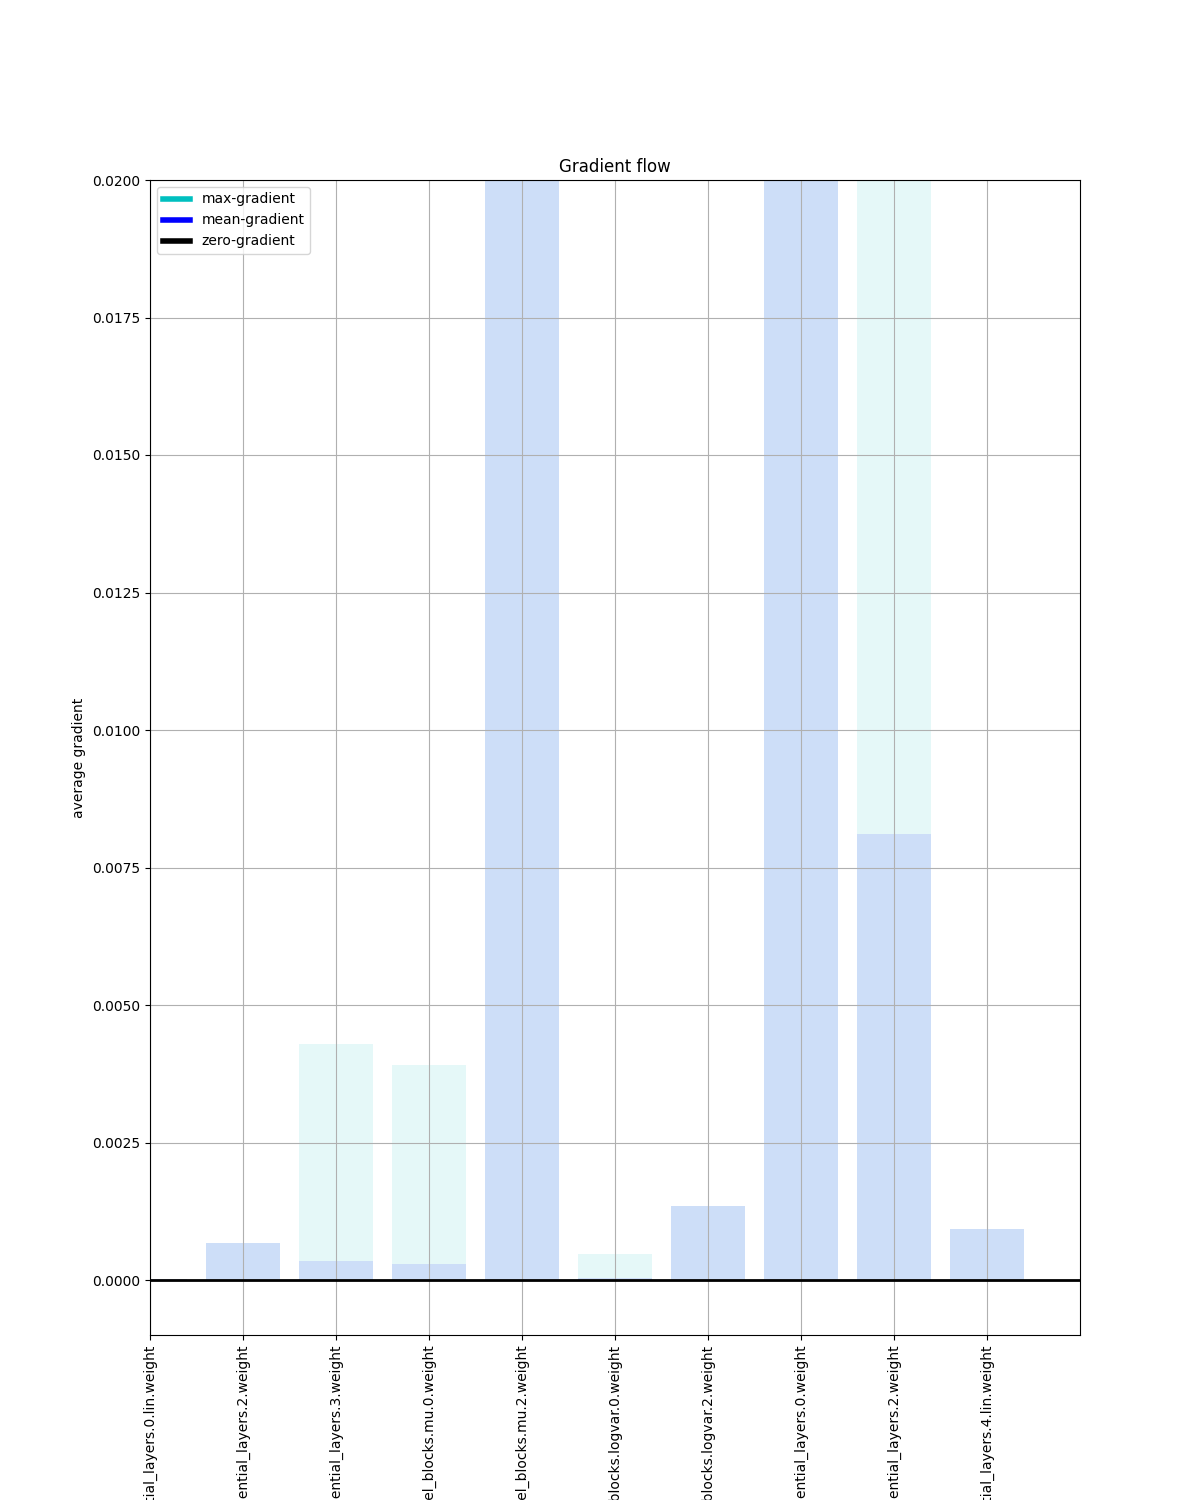 Gradient flow
max-gradient
mean-gradient
zero-gradient
0.0200
0.0175
0.0150
0.0125
0.0100
0.0075
0.0050
0.0025
0.0000
average gradient
tial_layers.0.lin.weight
ential_layers.2.weight
ential_layers.3.weight
el_blocks.mu.0.weight
el_blocks.mu.2.weight
blocks.logvar.0.weight
blocks.logvar.2.weight
ential_layers.0.weight
ential_layers.2.weight
tial_layers.4.lin.weight